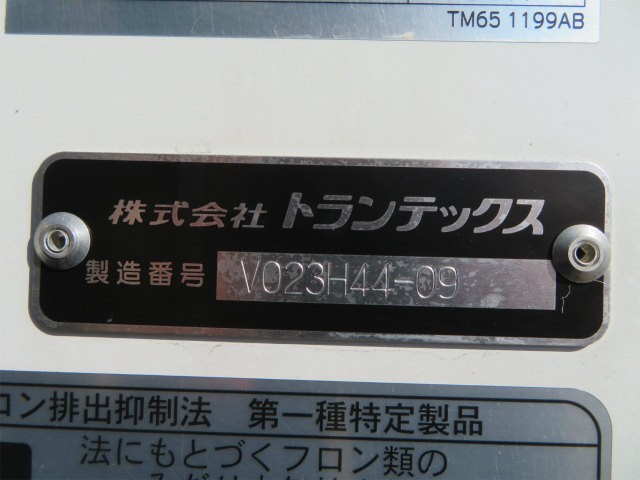 TM65 1199AB
株式会社 トランテックス
製造番号 V023H44-09
ロン排出抑制法 第一種特定製品
法にもとづくフロン類の